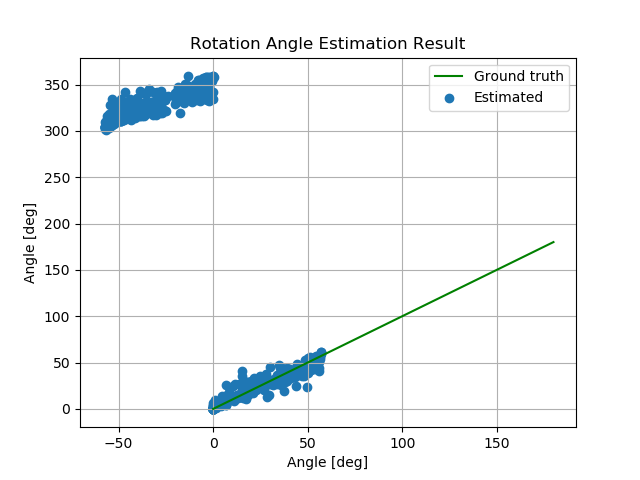 Rotation Angle Estimation Result
Ground truth
Estimated
Angle [deg]
350
300
250
200
150
100
50
0
−50
0
50
100
150
Angle [deg]